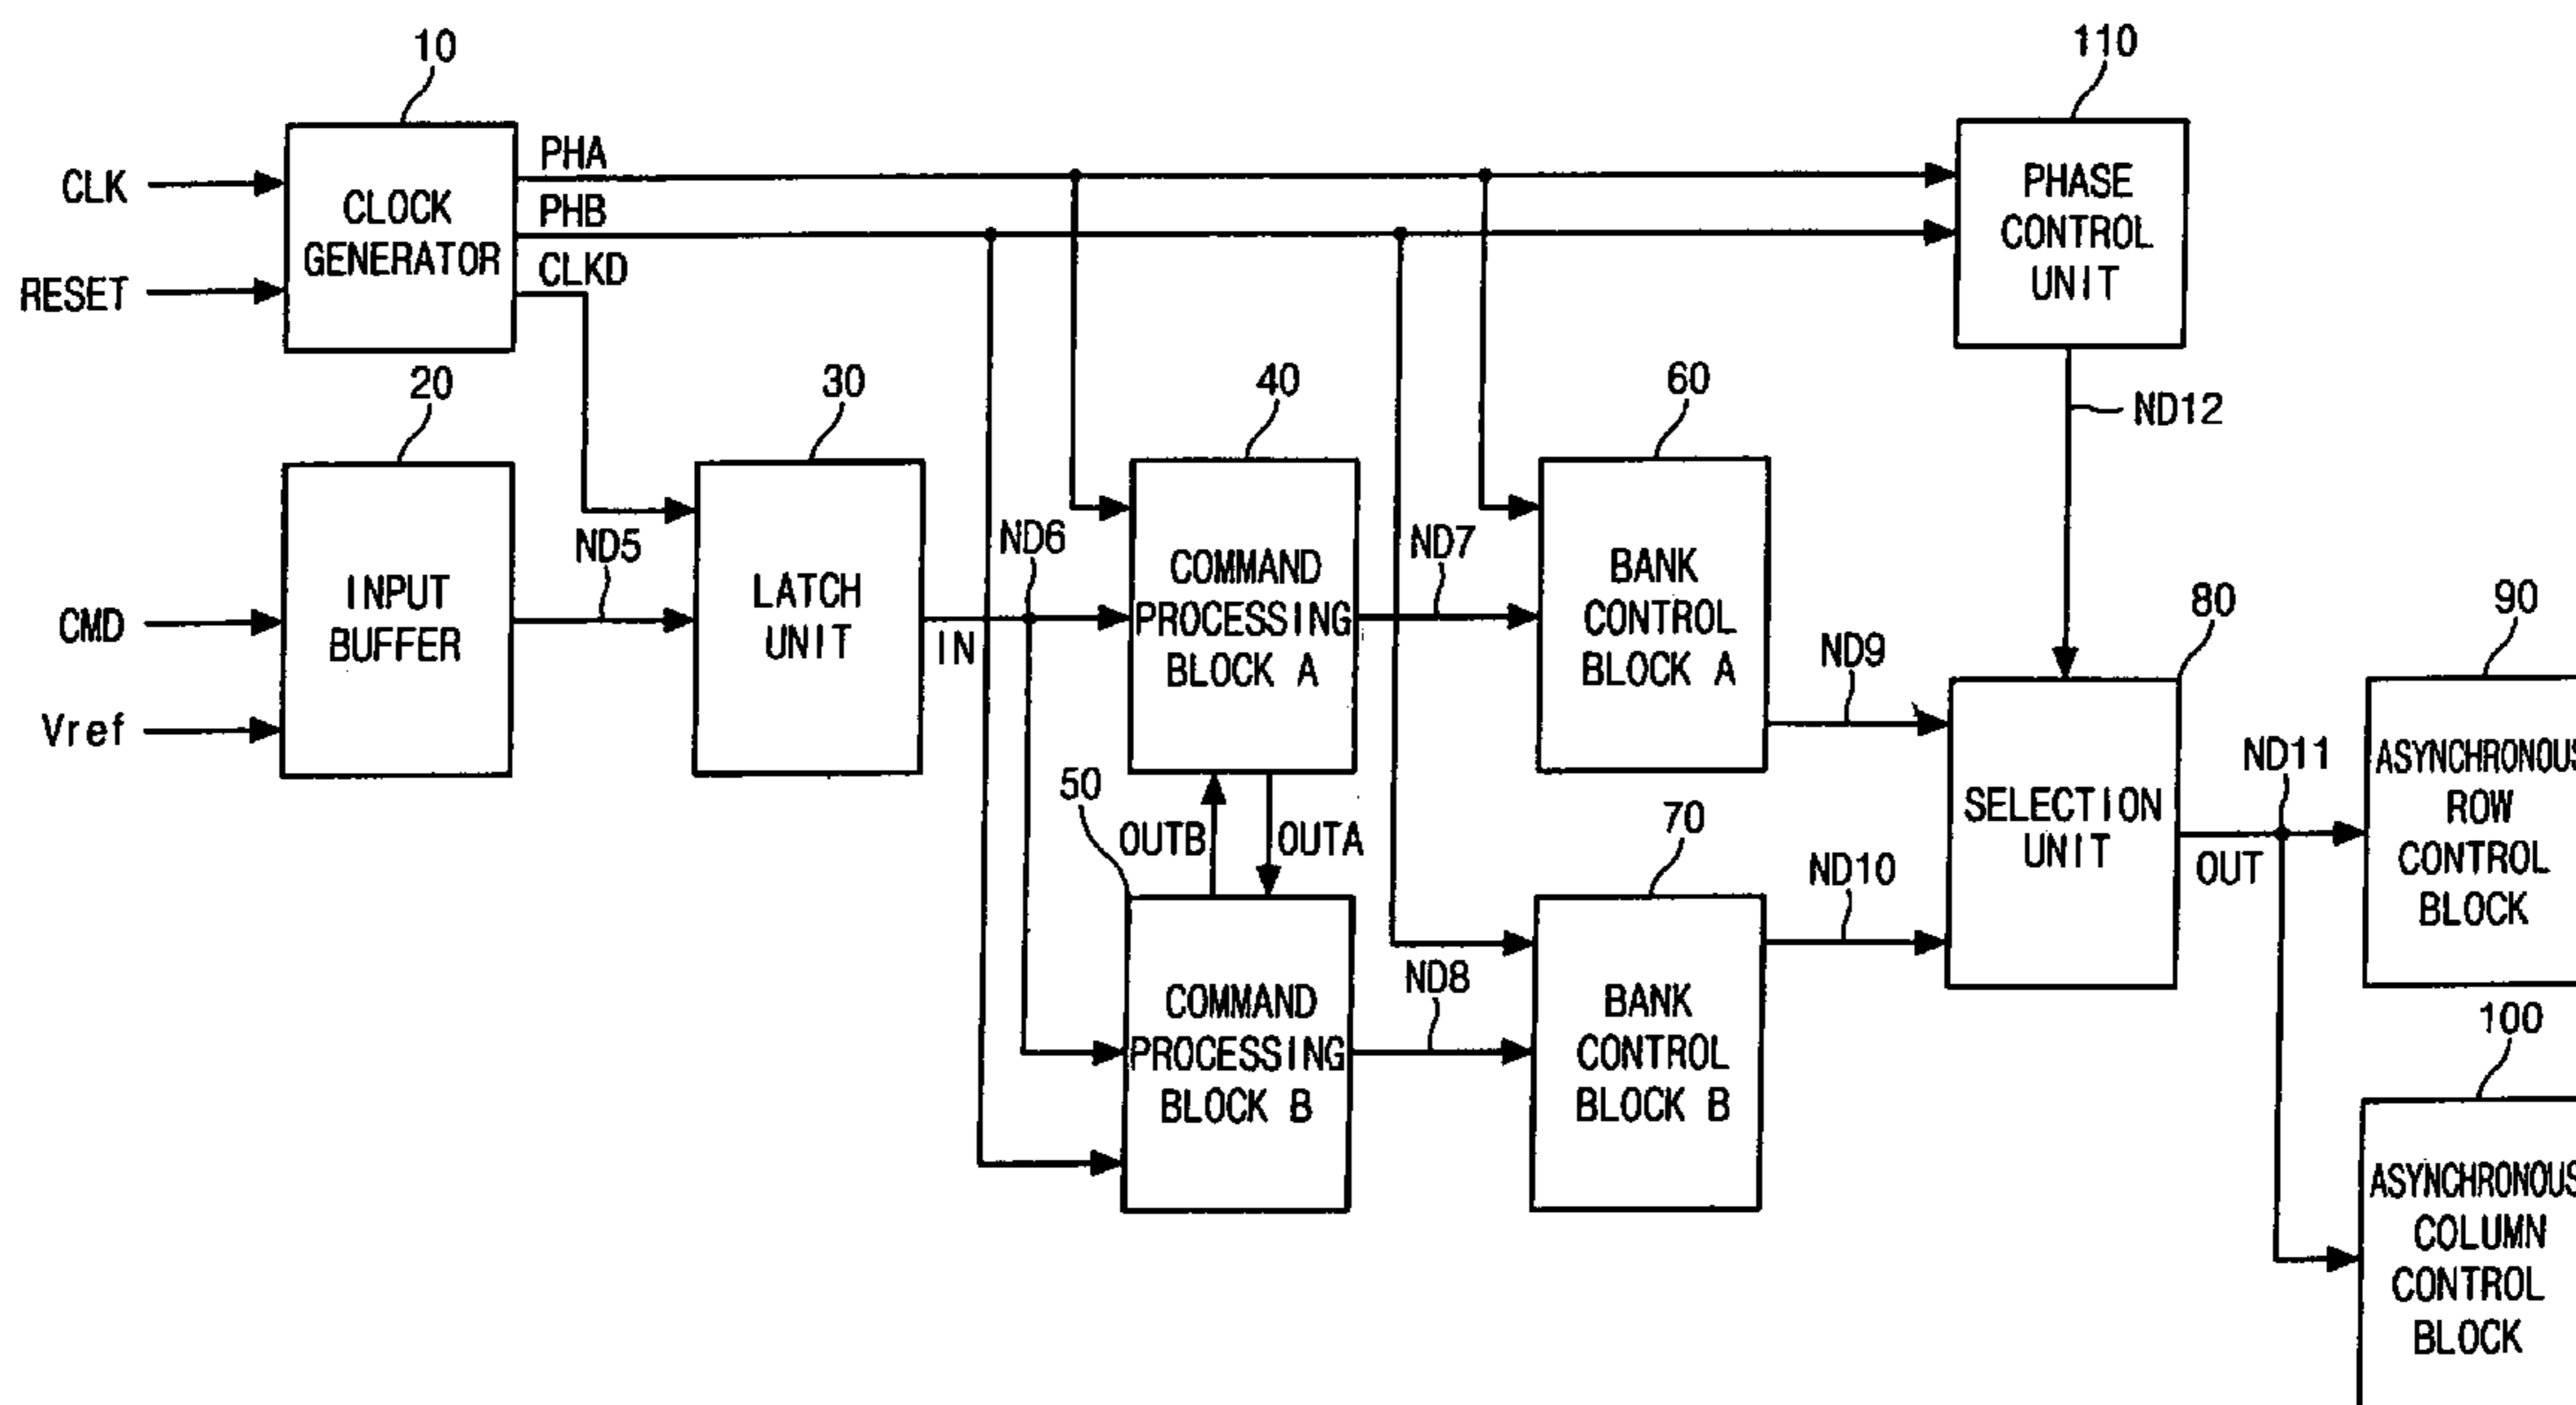 10
110
CLK
RESET
CLOCK
GENERATOR
PHA
PHB
CLKD
PHASE
CONTROL
UNIT
20
30
40
60
ND12
CMD
Vref
INPUT
BUFFER
ND5
LATCH
UNIT
IN
ND6
COMMAND
PROCESSING
BLOCK A
ND7
BANK
CONTROL
BLOCK A
ND9
80
90
50
OUTB
OUTA
70
ND10
SELECTION
UNIT
ND11
OUT
ASYNCHRONOUS
ROW
CONTROL
BLOCK
COMMAND
PROCESSING
BLOCK B
ND8
BANK
CONTROL
BLOCK B
100
ASYNCHRONOUS
COLUMN
CONTROL
BLOCK